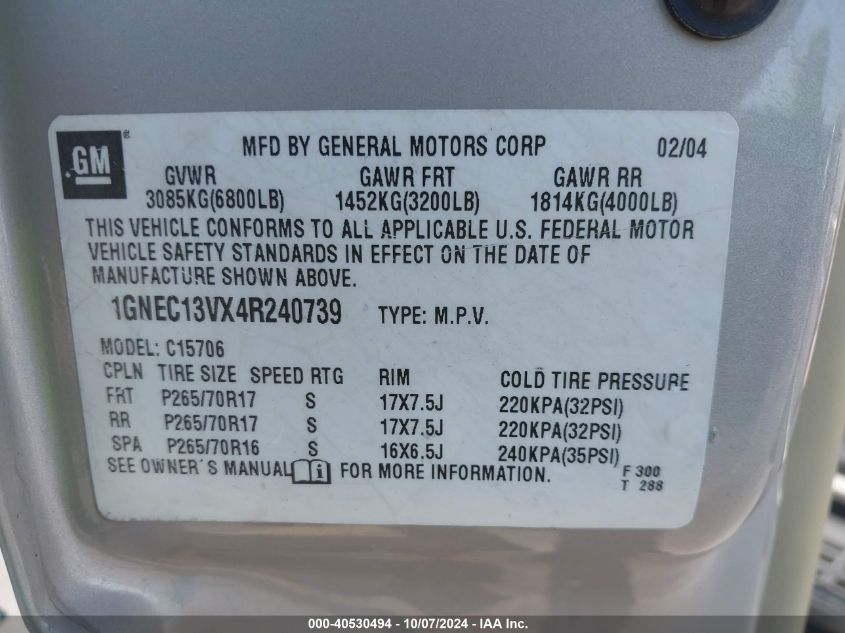 GM ®
MFD BY GENERAL MOTORS CORP 02/04
GVWR GAWR FRT GAWR RR
3085KG(6800LB) 1452KG(3200LB) 1814KG(4000LB)
THIS VEHICLE CONFORMS TO ALL APPLICABLE U.S. FEDERAL MOTOR
VEHICLE SAFETY STANDARDS IN EFFECT ON THE DATE OF
MANUFACTURE SHOWN ABOVE.
1GNEC13VX4R240739 TYPE: M.P.V.
MODEL: C15706
CPLN TIRE SIZE SPEED RTG RIM COLD TIRE PRESSURE
FRT P265/70R17 S 17X7.5J 220KPA(32PSI)
RR P265/70R17 S 17X7.5J 220KPA(32PSI)
SPA P265/70R16 S 16X6.5J 240KPA(35PSI)
SEE OWNER'S MANUAL i FOR MORE INFORMATION. F 300
T 288
000-40530494 - 10/07/2024 - IAA Inc.